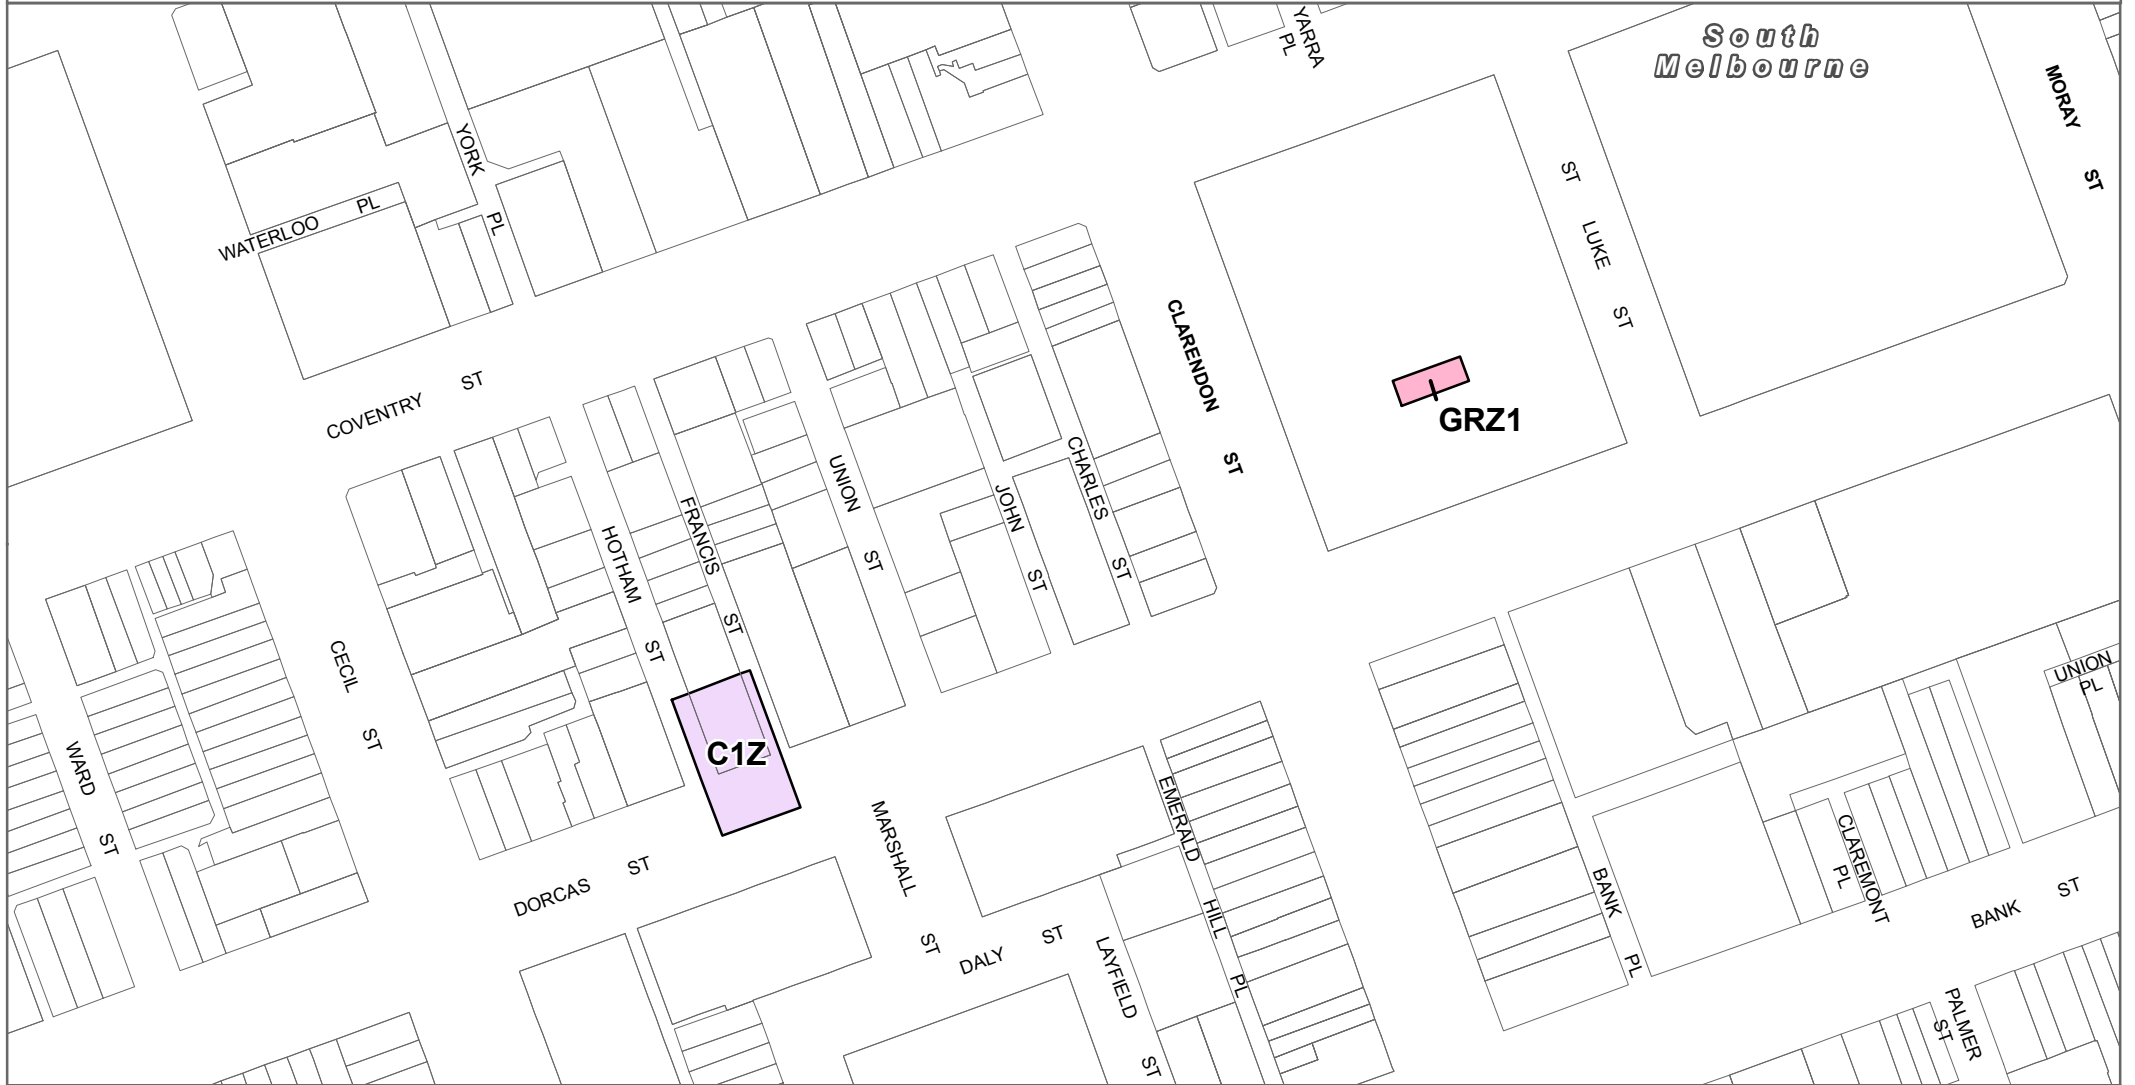 YARRA
PL
South
Melbourne
MORAY ST
YORK PL
WATERLOO PL
ST LUKE ST
COVENTRY ST
CLARENDON ST
GRZ1
UNION ST
FRANCIS ST
HOTHAM ST
JOHN ST
CHARLES ST
CECIL ST
WARD ST
C1Z
UNION
PL
MARSHALL ST
EMERALD HILL PL
DORCAS ST
DALY ST
LAYFIELD ST
BANK PL
CLAREMONT
PL
BANK ST
PALMER
ST